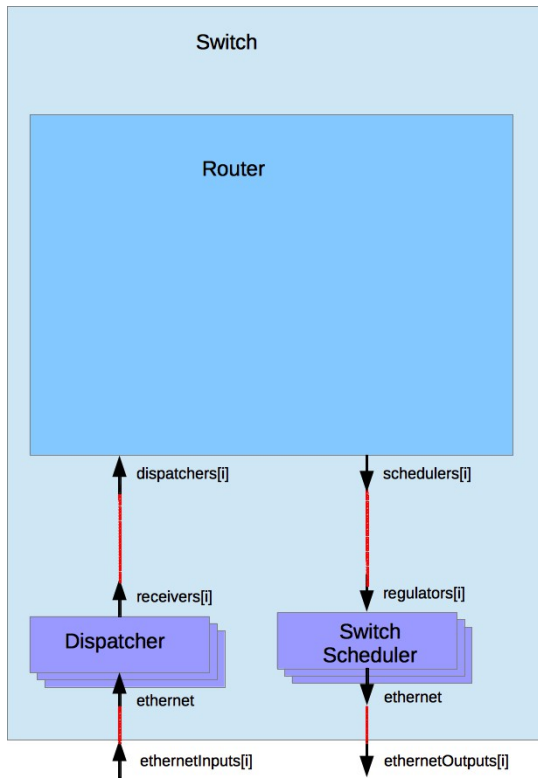 Switch
Router
dispatchers[i]
schedulers[i]
receivers[i]
regulators[i]
Dispatcher
Switch
Scheduler
ethernet
ethernet
ethernetInputs[i]
ethernetOutputs[i]